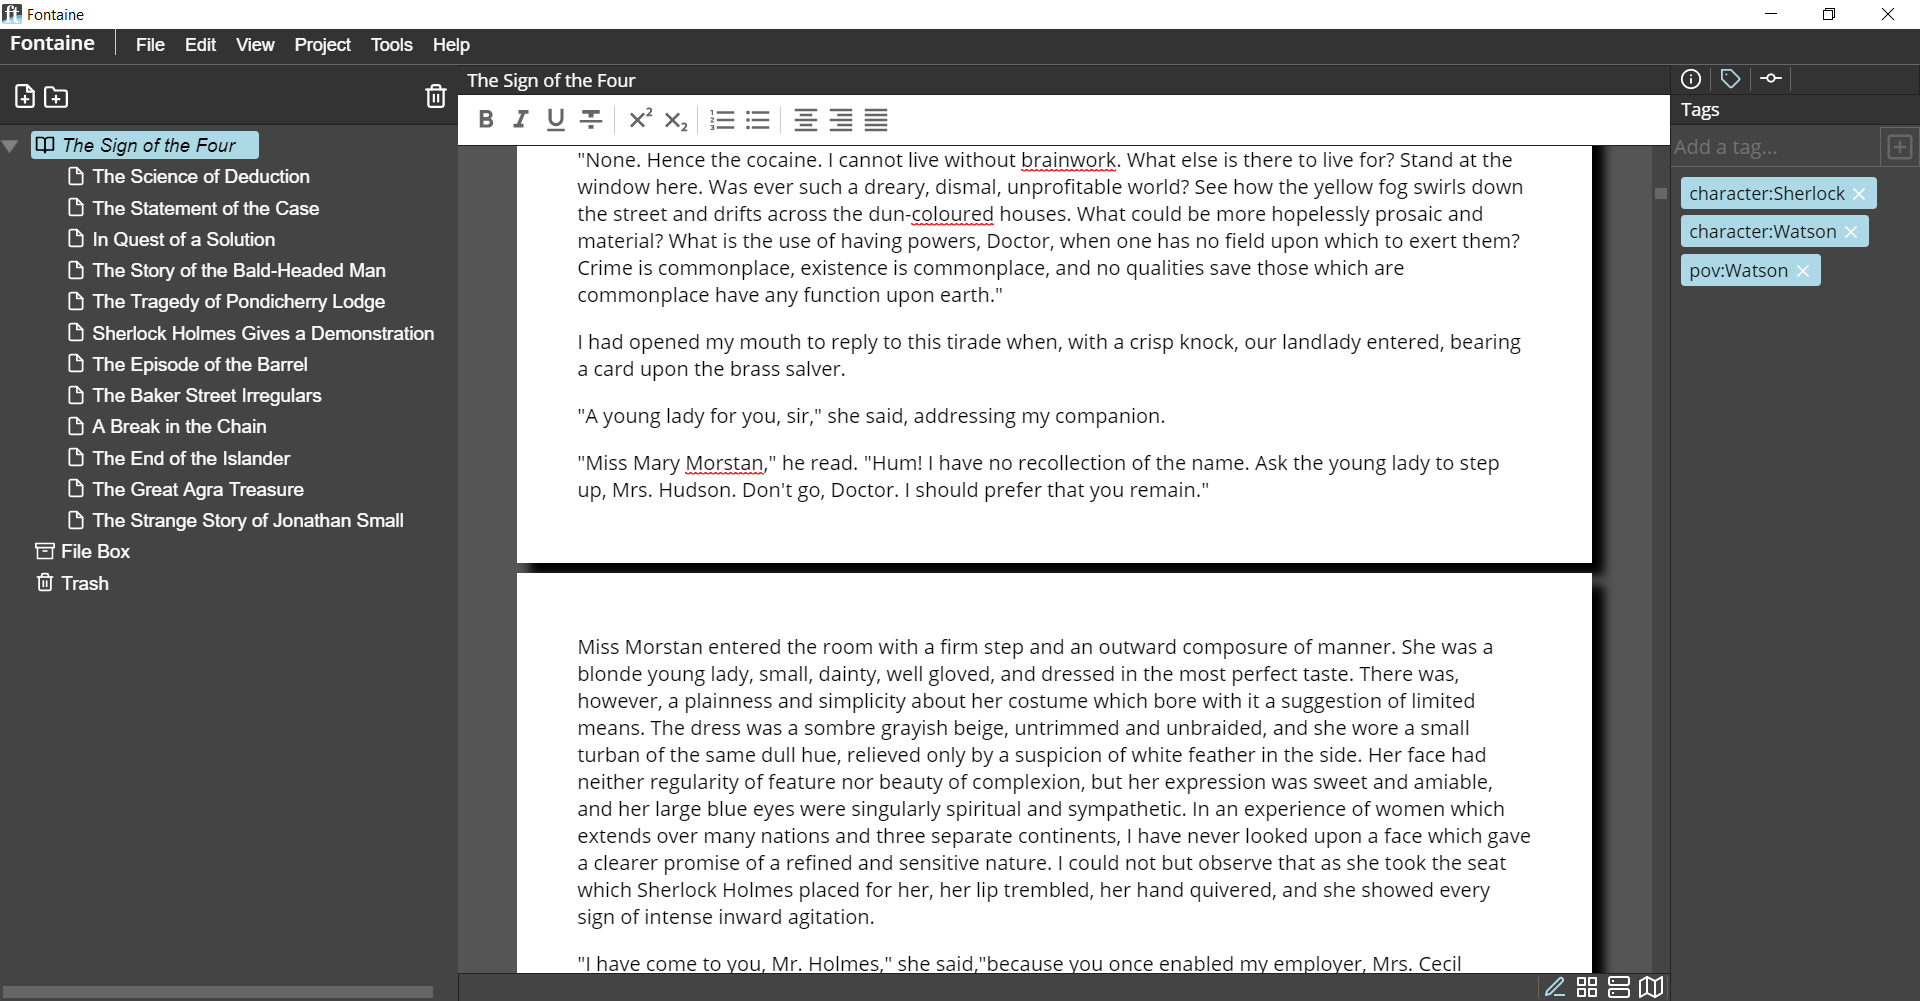 Fontaine
Fontaine File Edit View Project Tools Help
The Sign of the Four
The Science of Deduction
The Statement of the Case
In Quest of a Solution
The Story of the Bald-Headed Man
The Tragedy of Pondicherry Lodge
Sherlock Holmes Gives a Demonstration
The Episode of the Barrel
The Baker Street Irregulars
A Break in the Chain
The End of the Islander
The Great Agra Treasure
The Strange Story of Jonathan Small
File Box
Trash
The Sign of the Four
"None. Hence the cocaine. I cannot live without brainwork. What else is there to live for? Stand at the
window here. Was ever such a dreary, dismal, unprofitable world? See how the yellow fog swirls down
the street and drifts across the dun-coloured houses. What could be more hopelessly prosaic and
material? What is the use of having powers, Doctor, when one has no field upon which to exert them?
Crime is commonplace, existence is commonplace, and no qualities save those which are
commonplace have any function upon earth."
I had opened my mouth to reply to this tirade when, with a crisp knock, our landlady entered, bearing
a card upon the brass salver.
"A young lady for you, sir," she said, addressing my companion.
"Miss Mary Morstan," he read. "Hum! I have no recollection of the name. Ask the young lady to step
up, Mrs. Hudson. Don't go, Doctor. I should prefer that you remain."
Miss Morstan entered the room with a firm step and an outward composure of manner. She was a
blonde young lady, small, dainty, well gloved, and dressed in the most perfect taste. There was,
however, a plainness and simplicity about her costume which bore with it a suggestion of limited
means. The dress was a sombre grayish beige, untrimmed and unbraided, and she wore a small
turban of the same dull hue, relieved only by a suspicion of white feather in the side. Her face had
neither regularity of feature nor beauty of complexion, but her expression was sweet and amiable,
and her large blue eyes were singularly spiritual and sympathetic. In an experience of women which
extends over many nations and three separate continents, I have never looked upon a face which gave
a clearer promise of a refined and sensitive nature. I could not but observe that as she took the seat
which Sherlock Holmes placed for her, her lip trembled, her hand quivered, and she showed every
sign of intense inward agitation.
"I have come to you, Mr. Holmes," she said,"because you once enabled my employer, Mrs. Cecil
Tags
Add a tag...
character:Sherlock
character:Watson
pov:Watson